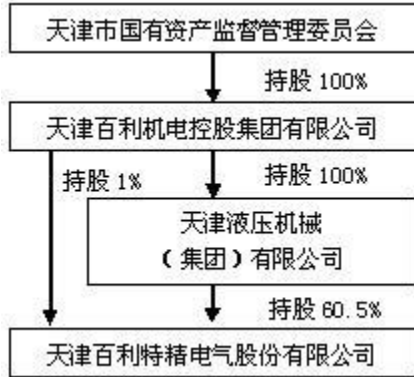 天津市国有资产监督管理委员会
持股 100%
天津百利机电控股集团有限公司
持股 1%
持股 100%
天津液压机械
（集团）有限公司
持股 60.5%
天津百利特精电气股份有限公司